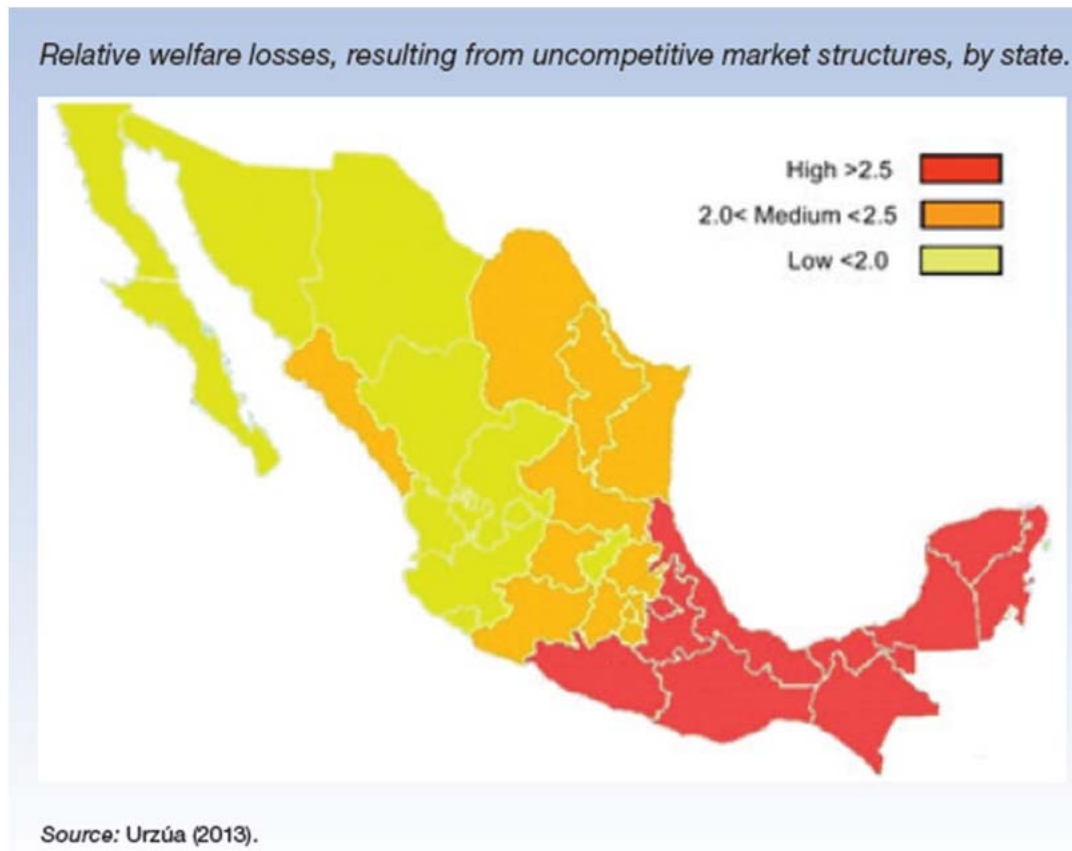 Relative welfare losses, resulting from uncompetitive market structures, by state.
High >2.5
2.0< Medium <2.5
Low <2.0
Source: Urzúa (2013).